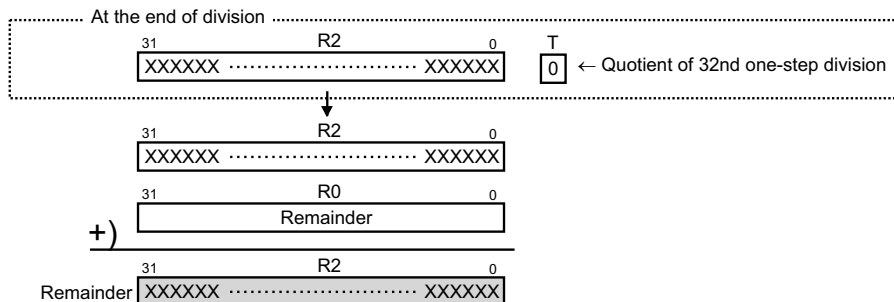 At the end of division
31 R2 0 T
XXXXXX ································ XXXXXX 0 ← Quotient of 32nd one-step division
31 R2 0
XXXXXX ································ XXXXXX
31 R0 0
Remainder
+)
31 R2 0
Remainder XXXXXX ································ XXXXXX